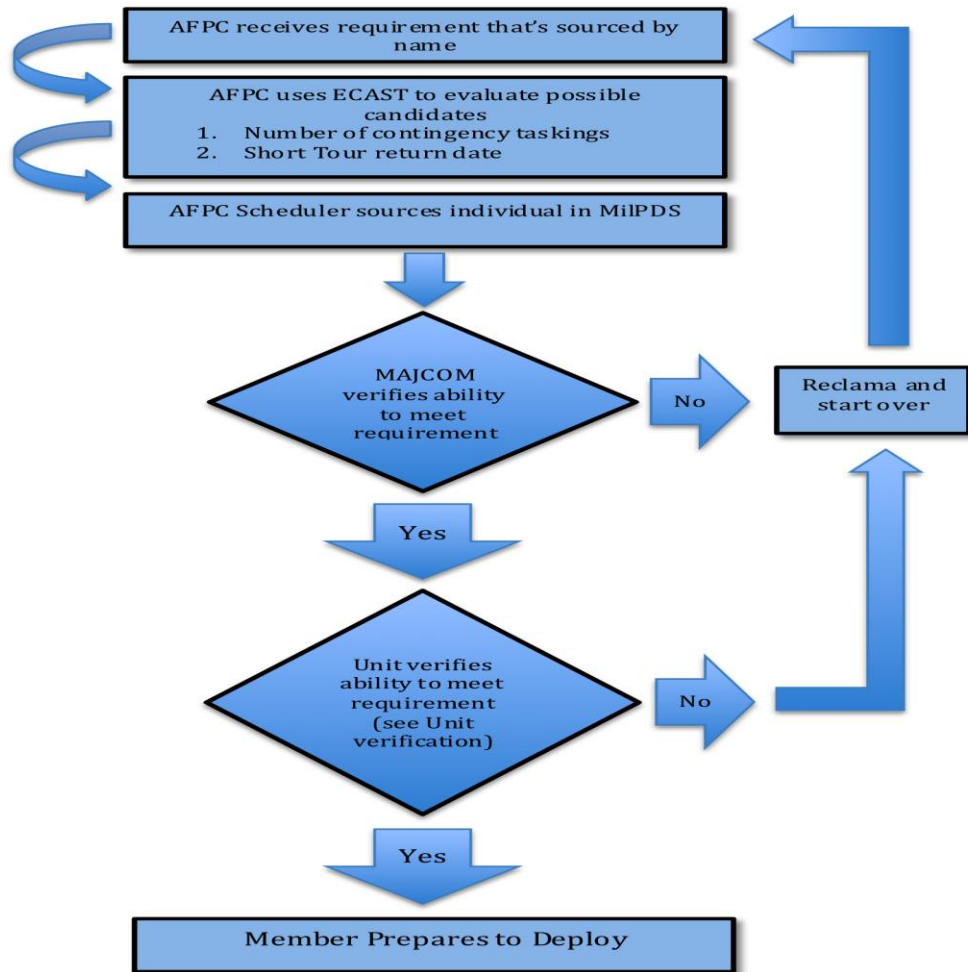 AFPC receives requirement that's sourced by
name
AFPC uses ECAST to evaluate possible
candidates
1. Number of contingency taskings
2. Short Tour return date
AFPC Scheduler sources individual in MilPDS
MAJCOM
verifies ability
to meet
requirement
No
Reclama and
start over
Yes
Unit verifies
ability to meet
requirement
(see Unit
verification)
No
Yes
Member Prepares to Deploy